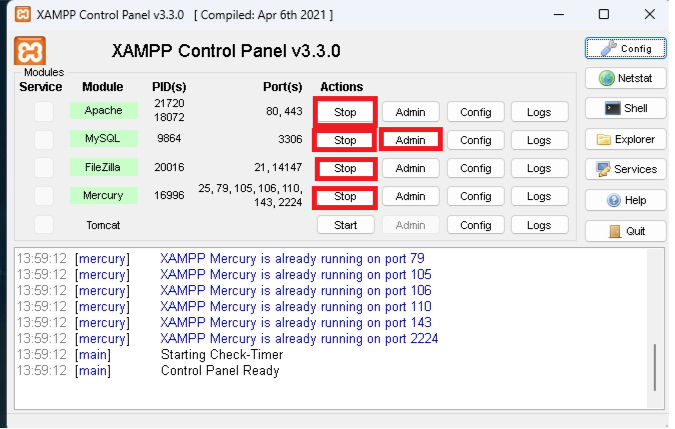 XAMPP Control Panel v3.3.0 [ Compiled: Apr 6th 2021 ]
XAMPP Control Panel v3.3.0
Config
Modules
Service Module PID(s) Port(s) Actions
Netstat
Apache 21720 18072 80, 443 Stop Admin Config Logs
Shell
MySQL 9864 3306 Stop Admin Config Logs
Explorer
FileZilla 20016 21, 14147 Stop Admin Config Logs
Services
Mercury 16996 25, 79, 105, 106, 110, 143, 2224 Stop Admin Config Logs
Help
Tomcat Start Admin Config Logs
Quit
13:59:12 [mercury] XAMPP Mercury is already running on port 79
13:59:12 [mercury] XAMPP Mercury is already running on port 105
13:59:12 [mercury] XAMPP Mercury is already running on port 106
13:59:12 [mercury] XAMPP Mercury is already running on port 110
13:59:12 [mercury] XAMPP Mercury is already running on port 143
13:59:12 [mercury] XAMPP Mercury is already running on port 2224
13:59:12 [main] Starting Check-Timer
13:59:12 [main] Control Panel Ready